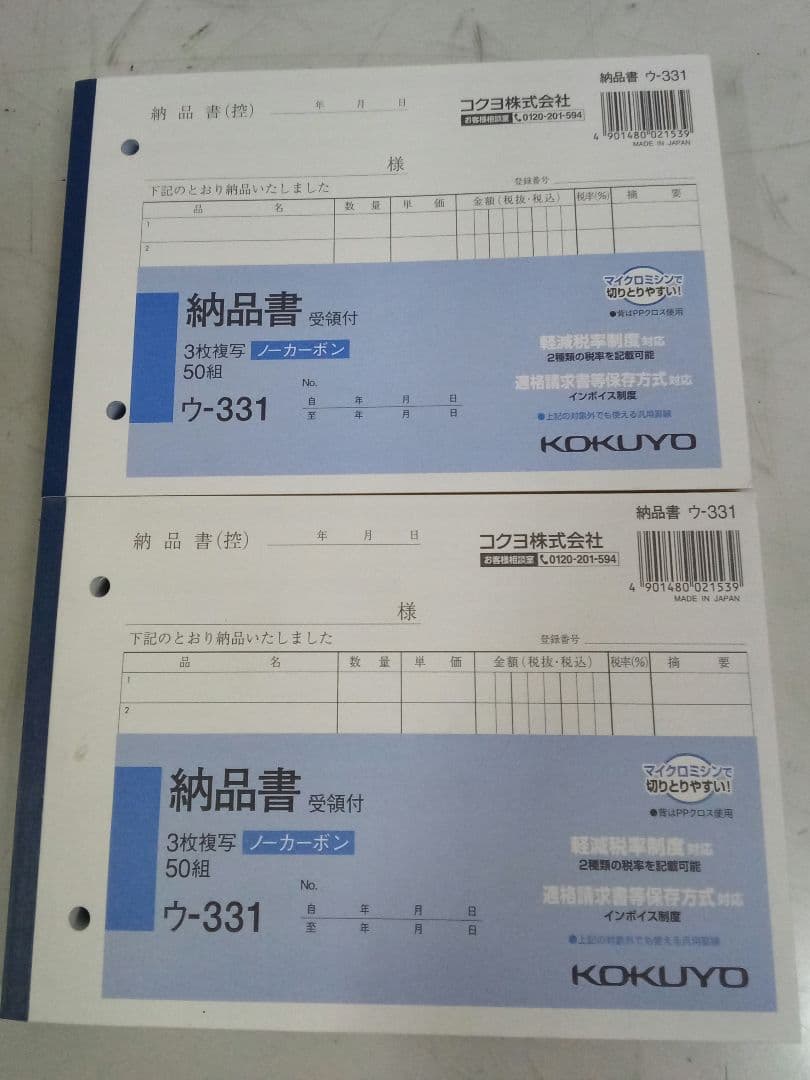 納品書 ウ-331
納 品 書(控) 年 月 日
コクヨ株式会社
お客様相談室 0120-201-594
4 901480 021539
MADE IN JAPAN
様
下記のとおり納品いたしました
登録番号
品 名 数 量 単 価 金額(税抜・税込) 税率(%) 摘 要
1
2
納品書 受領付
3枚複写 ノーカーボン
50組
ウ-331
No.
自 年 月 日
至 年 月 日
マイクロミシンで
切りとりやすい!
●背はPPクロス使用
軽減税率制度対応
2種類の税率を記載可能
適格請求書等保存方式対応
インボイス制度
●上記の対象外でも使える汎用罫線
KOKUYO
納品書 ウ-331
納 品 書(控) 年 月 日
コクヨ株式会社
お客様相談室 0120-201-594
4 901480 021539
MADE IN JAPAN
様
下記のとおり納品いたしました
登録番号
品 名 数 量 単 価 金額(税抜・税込) 税率(%) 摘 要
1
2
納品書 受領付
3枚複写 ノーカーボン
50組
ウ-331
No.
自 年 月 日
至 年 月 日
マイクロミシンで
切りとりやすい!
●背はPPクロス使用
軽減税率制度対応
2種類の税率を記載可能
適格請求書等保存方式対応
インボイス制度
●上記の対象外でも使える汎用罫線
KOKUYO